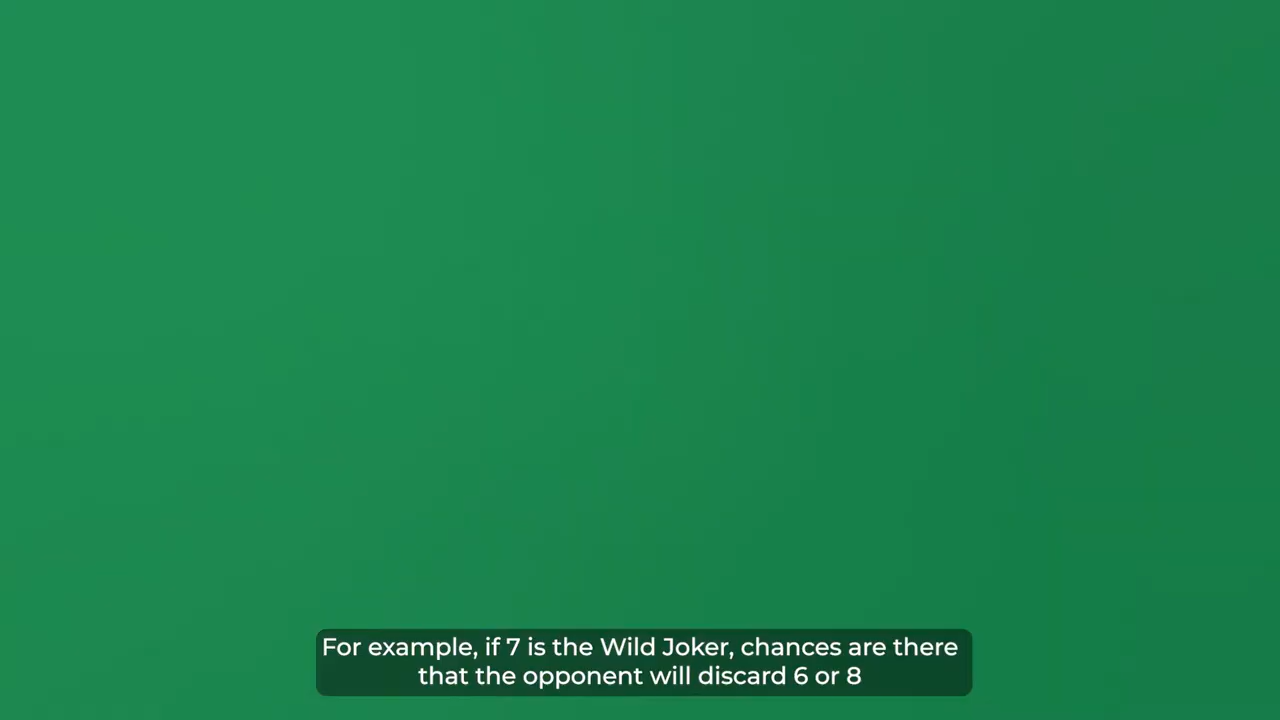 For example, if 7 is the Wild Joker, chances are there
that the opponent will discard 6 or 8